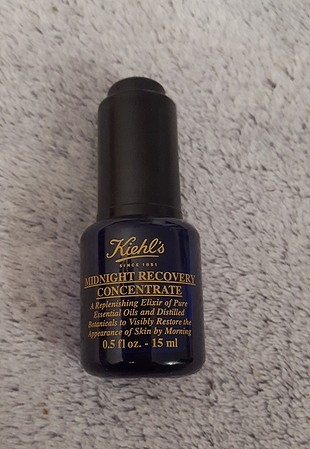 Kiehl's
SINCE 1851
MIDNIGHT RECOVERY
CONCENTRATE
A Replenishing Elixir of Pure
Essential Oils and Distilled
Botanicals to Visibly Restore the
Appearance of Skin by Morning
0.5 fl oz. - 15 ml